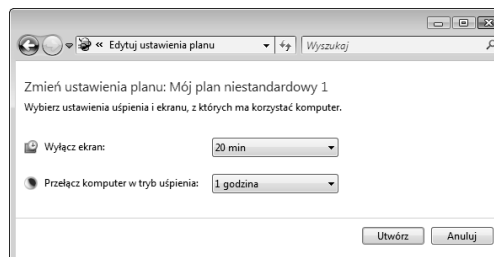 « Edytuj ustawienia planu
Wyszukaj
Zmień ustawienia planu: Mój plan niestandardowy 1
Wybierz ustawienia uśpienia i ekranu, z których ma korzystać komputer.
Wyłącz ekran: 20 min
Przełącz komputer w tryb uśpienia: 1 godzina
Utwórz Anuluj